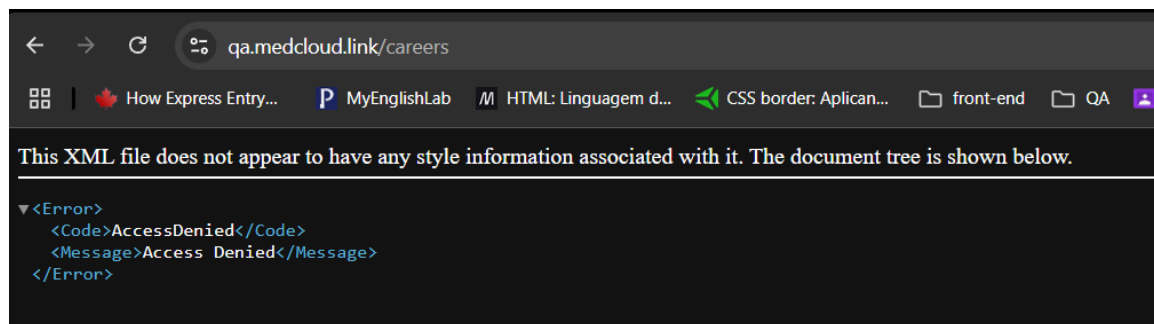 qa.medcloud.link/careers
How Express Entry... P MyEnglishLab M HTML: Linguagem d... CSS border: Aplican... front-end QA
This XML file does not appear to have any style information associated with it. The document tree is shown below.
▼<Error>
<Code>AccessDenied</Code>
<Message>Access Denied</Message>
</Error>